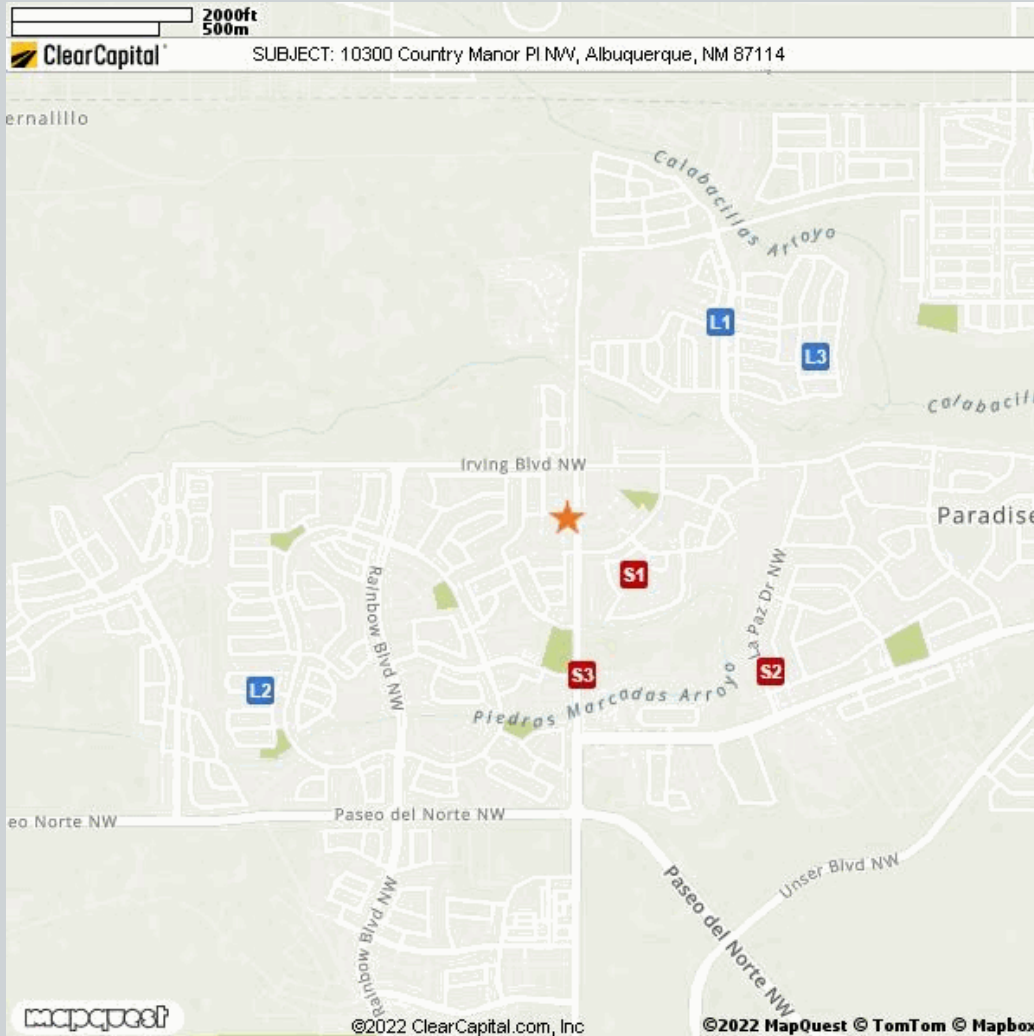 2000ft
500m
ClearCapital
SUBJECT: 10300 Country Manor Pl NW, Albuquerque, NM 87114
ernalillo
Calabacillas Arroyo
L1
L3
Calabacill
Irving Blvd NW
Paradise
S1
Rainbow Blvd NW
La Paz Dr NW
L2
S3
S2
Piedras Marcadas Arroyo
eo Norte NW
Paseo del Norte NW
Unser Blvd NW
Paseo del Norte NW
Rainbow Blvd NW
mapquest
©2022 ClearCapital.com, Inc
©2022 MapQuest © TomTom © Mapbox